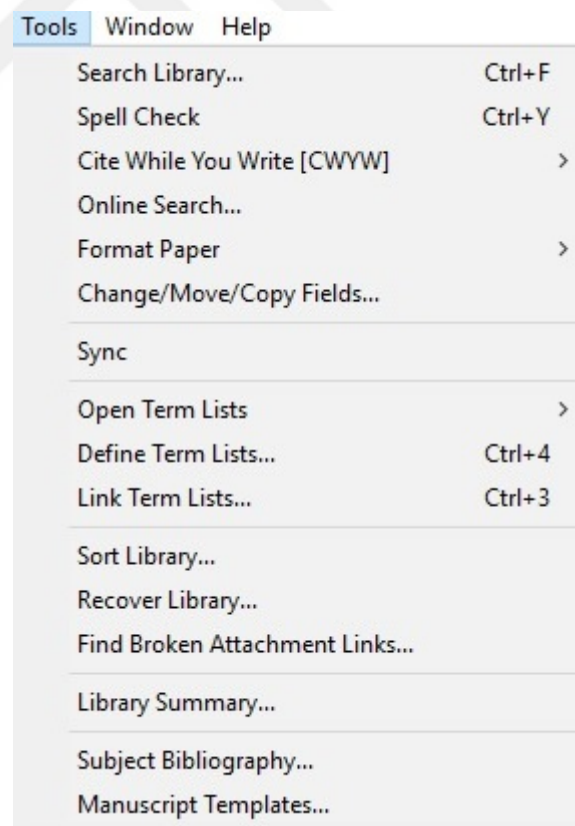 Tools Window Help
Search Library... Ctrl+F
Spell Check Ctrl+Y
Cite While You Write [CWYW] >
Online Search...
Format Paper >
Change/Move/Copy Fields...
Sync
Open Term Lists >
Define Term Lists... Ctrl+4
Link Term Lists... Ctrl+3
Sort Library...
Recover Library...
Find Broken Attachment Links...
Library Summary...
Subject Bibliography...
Manuscript Templates...